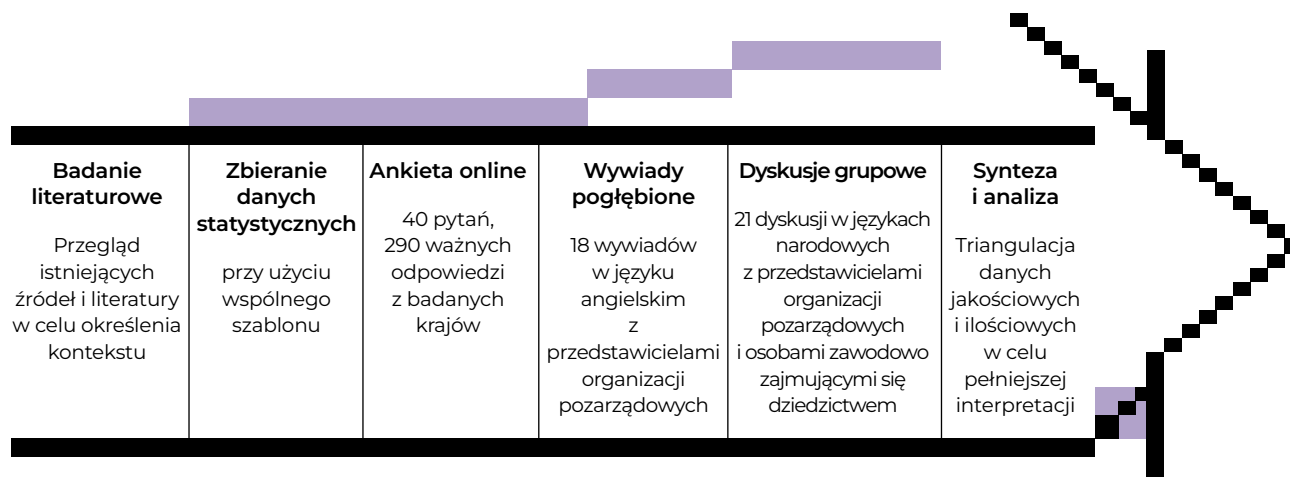 Badanie
literaturowe
Przegląd
istniejących
źródeł i literatury
w celu określenia
kontekstu
Zbieranie
danych
statystycznych
przy użyciu
wspólnego
szablonu
Ankieta online
40 pytań,
290 ważnych
odpowiedzi
z badanych
krajów
Wywiady
pogłębione
18 wywiadów
w języku
angielskim
z
przedstawicielami
organizacji
pozarządowych
Dyskusje grupowe
21 dyskusji w językach
narodowych
z przedstawicielami
organizacji
pozarządowych
i osobami zawodowo
zajmującymi się
dziedzictwem
Synteza
i analiza
Triangulacja
danych
jakościowych
i ilościowych
w celu
pełniejszej
interpretacji